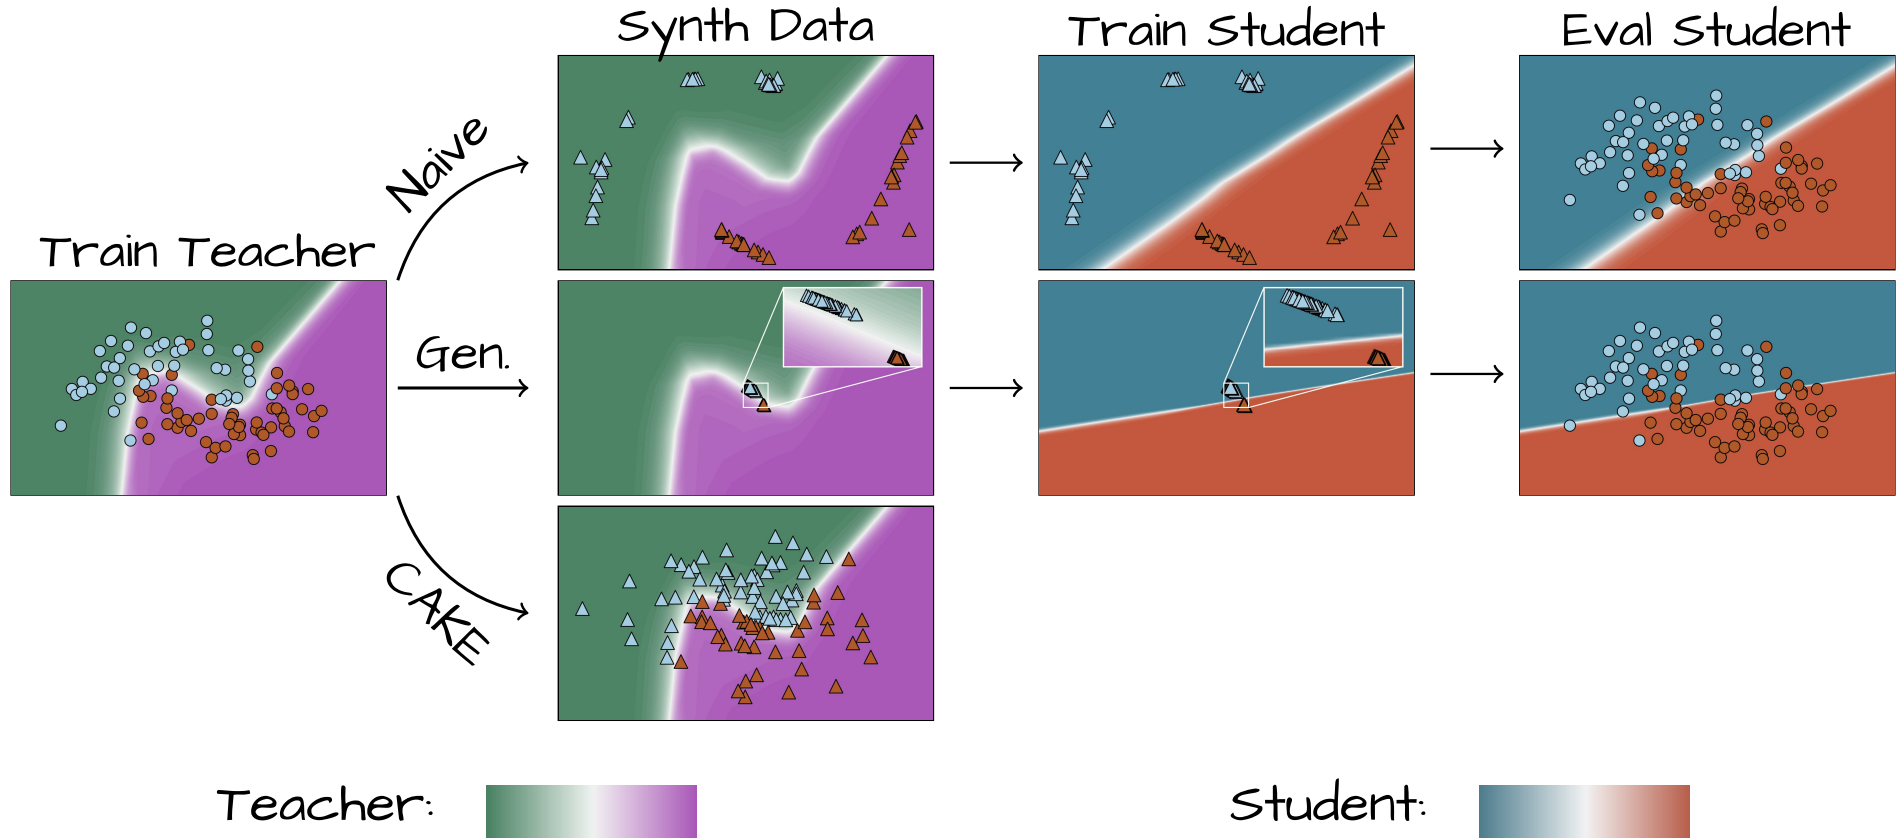 Synth Data
Train Student
Eval Student
Naive
Train Teacher
Gen.
CAKE
Teacher:
Student: